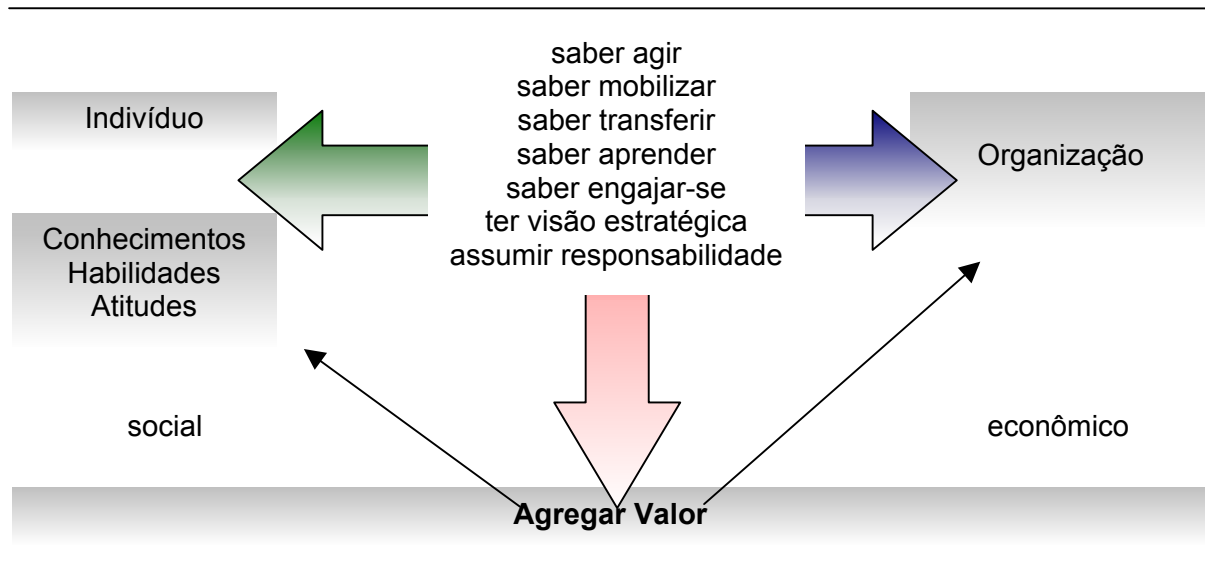 saber agir
saber mobilizar
saber transferir
saber aprender
saber engajar-se
ter visão estratégica
assumir responsabilidade
Indivíduo
Conhecimentos
Habilidades
Atitudes
Organização
social
econômico
Agregar Valor